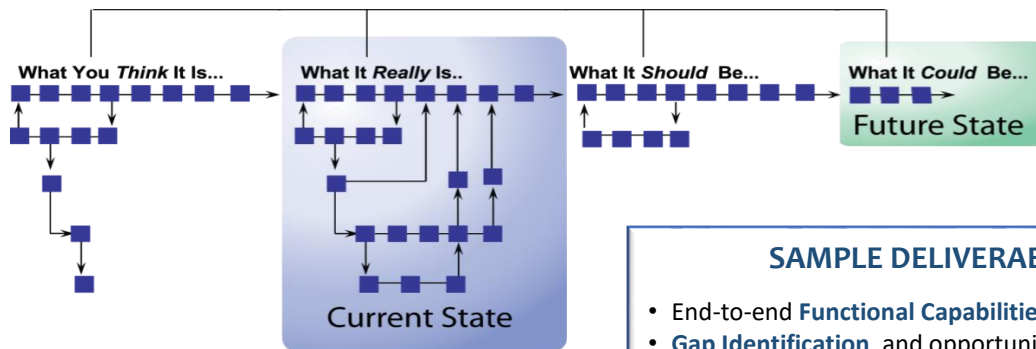 What You Think It Is...
What It Really Is..
What It Should Be...
What It Could Be...
Future State
Current State
SAMPLE DELIVERAB
• End-to-end Functional Capabilitie
• Gap Identification and opportuni